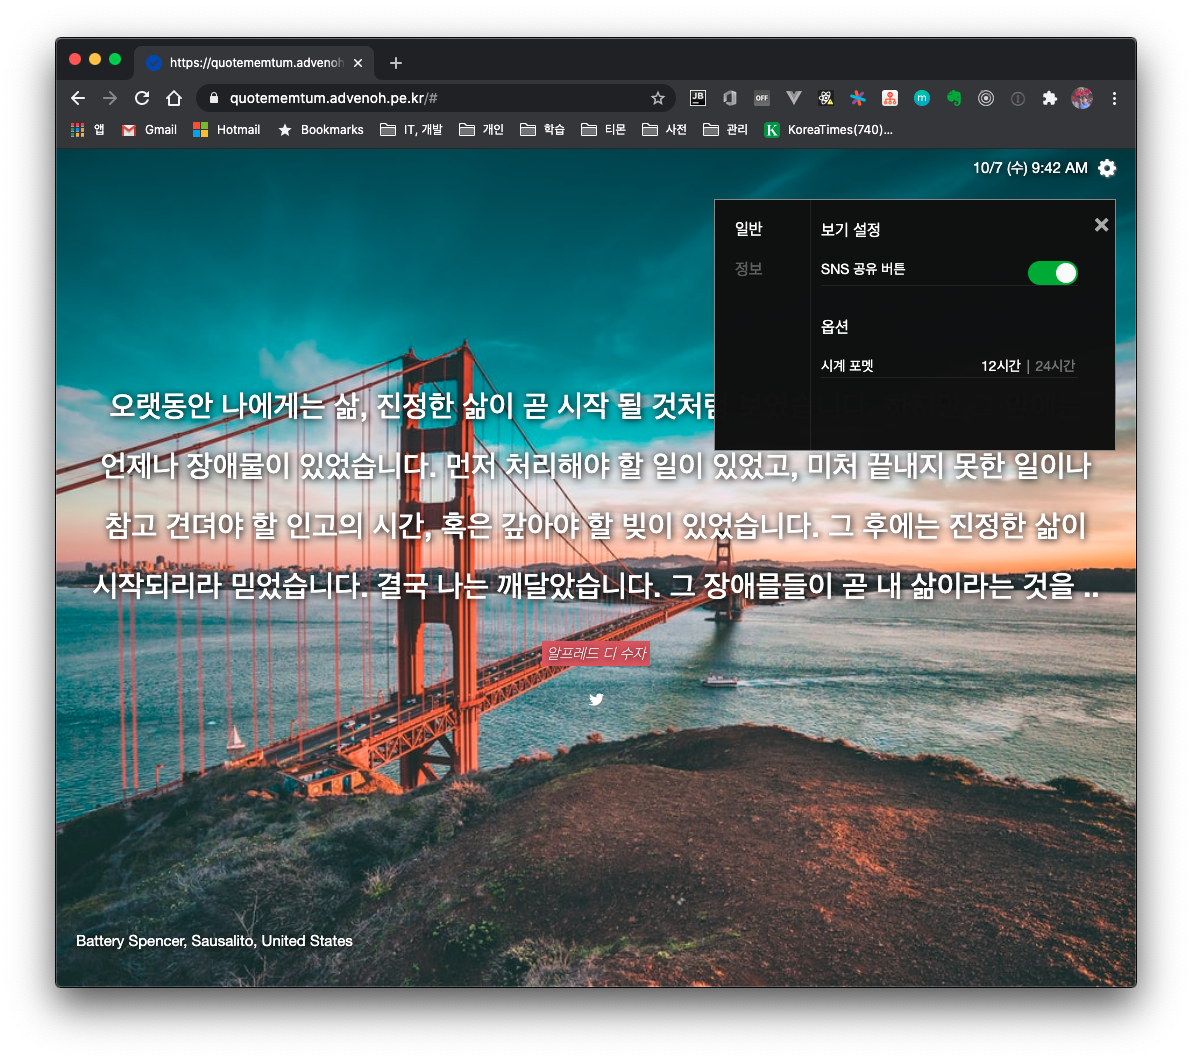 https://quotememtum.advenoh
quotememtum.advenoh.pe.kr/#
앱 Gmail Hotmail Bookmarks IT, 개발 개인 학습 티몬 사전 관리 KoreaTimes(740)...
10/7 (수) 9:42 AM
일반
정보
보기 설정
SNS 공유 버튼
옵션
시계 포멧 12시간 | 24시간
오랫동안 나에게는 삶, 진정한 삶이 곧 시작 될 것처럼
언제나 장애물이 있었습니다. 먼저 처리해야 할 일이 있었고, 미처 끝내지 못한 일이나
참고 견뎌야 할 인고의 시간, 혹은 갚아야 할 빚이 있었습니다. 그 후에는 진정한 삶이
시작되리라 믿었습니다. 결국 나는 깨달았습니다. 그 장애믈들이 곧 내 삶이라는 것을 ..
알프레드 디 수자
Battery Spencer, Sausalito, United States
JB
OFF
m
K